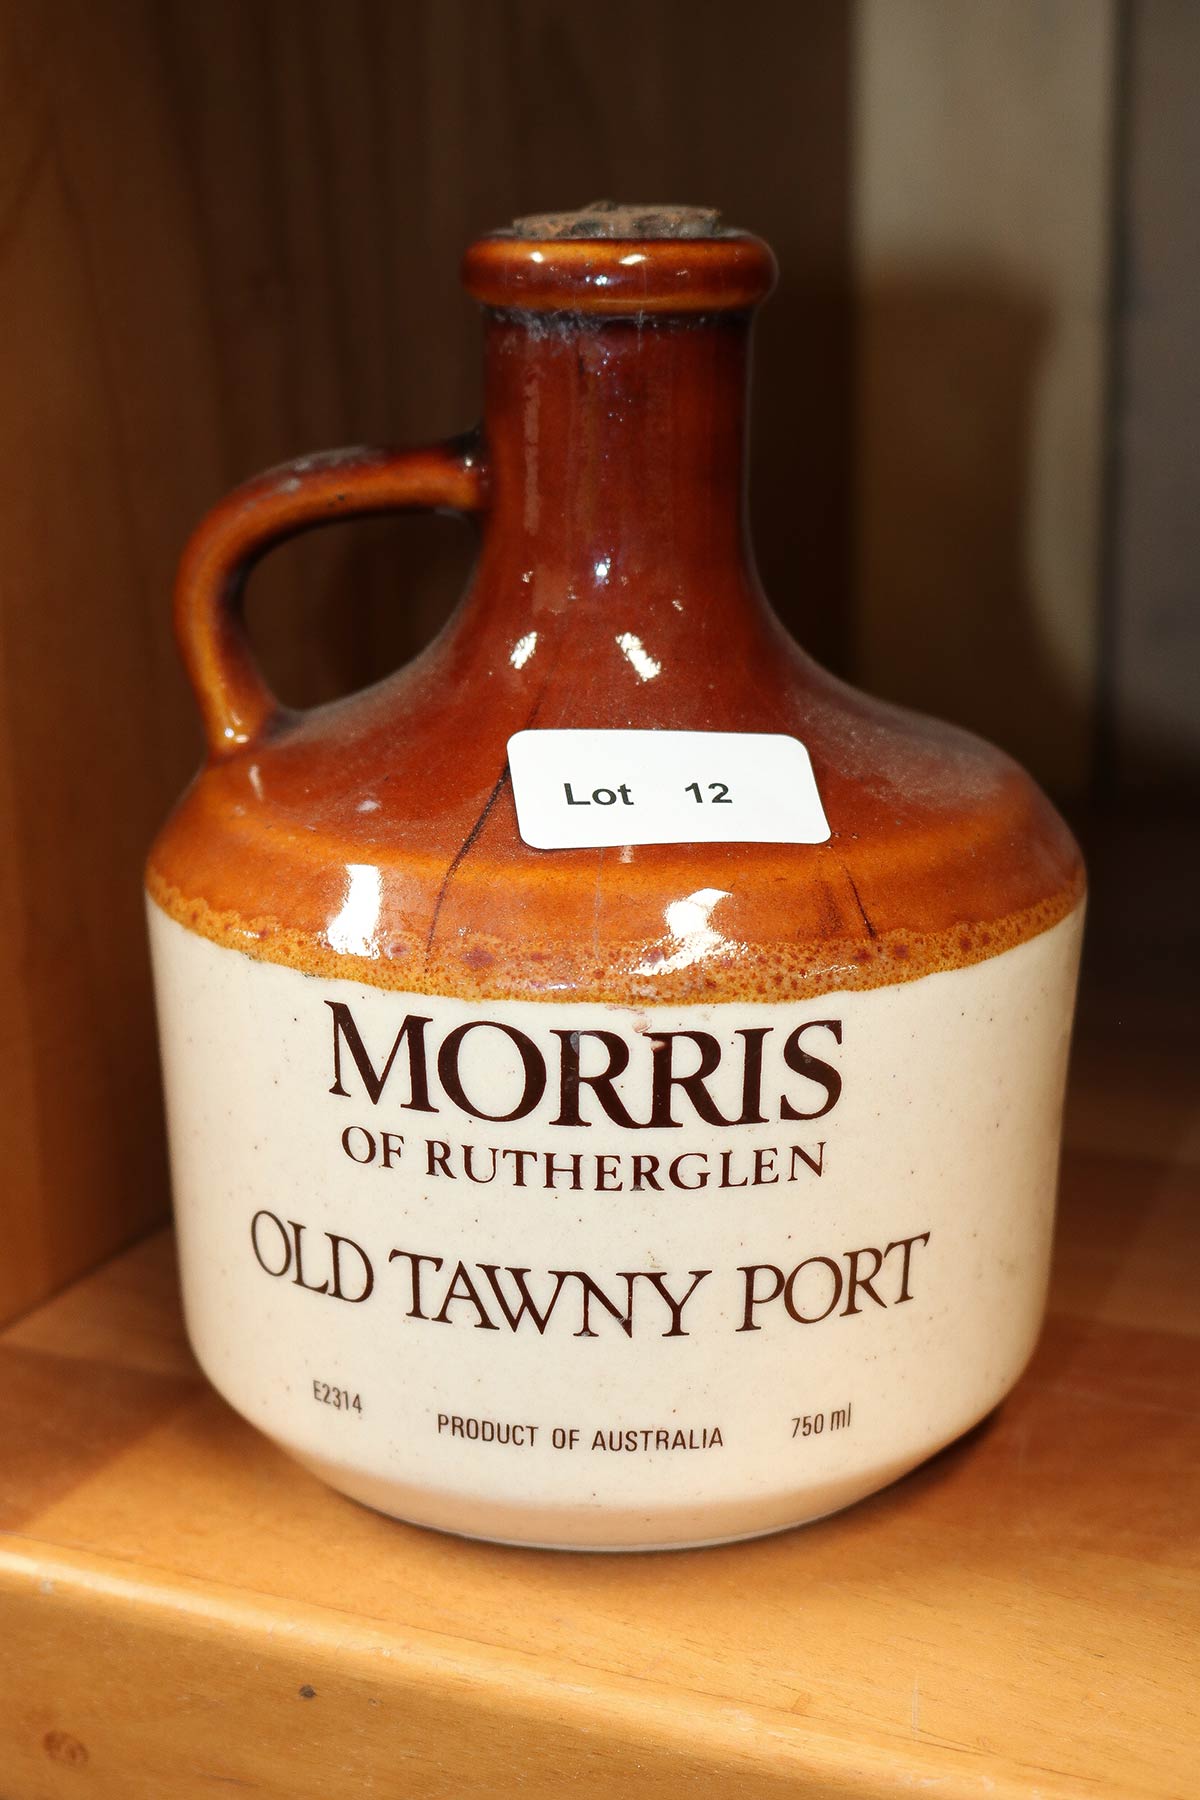 Lot 12
MORRIS
OF RUTHERGLEN
OLD TAWNY PORT
E2314 PRODUCT OF AUSTRALIA 750 ml